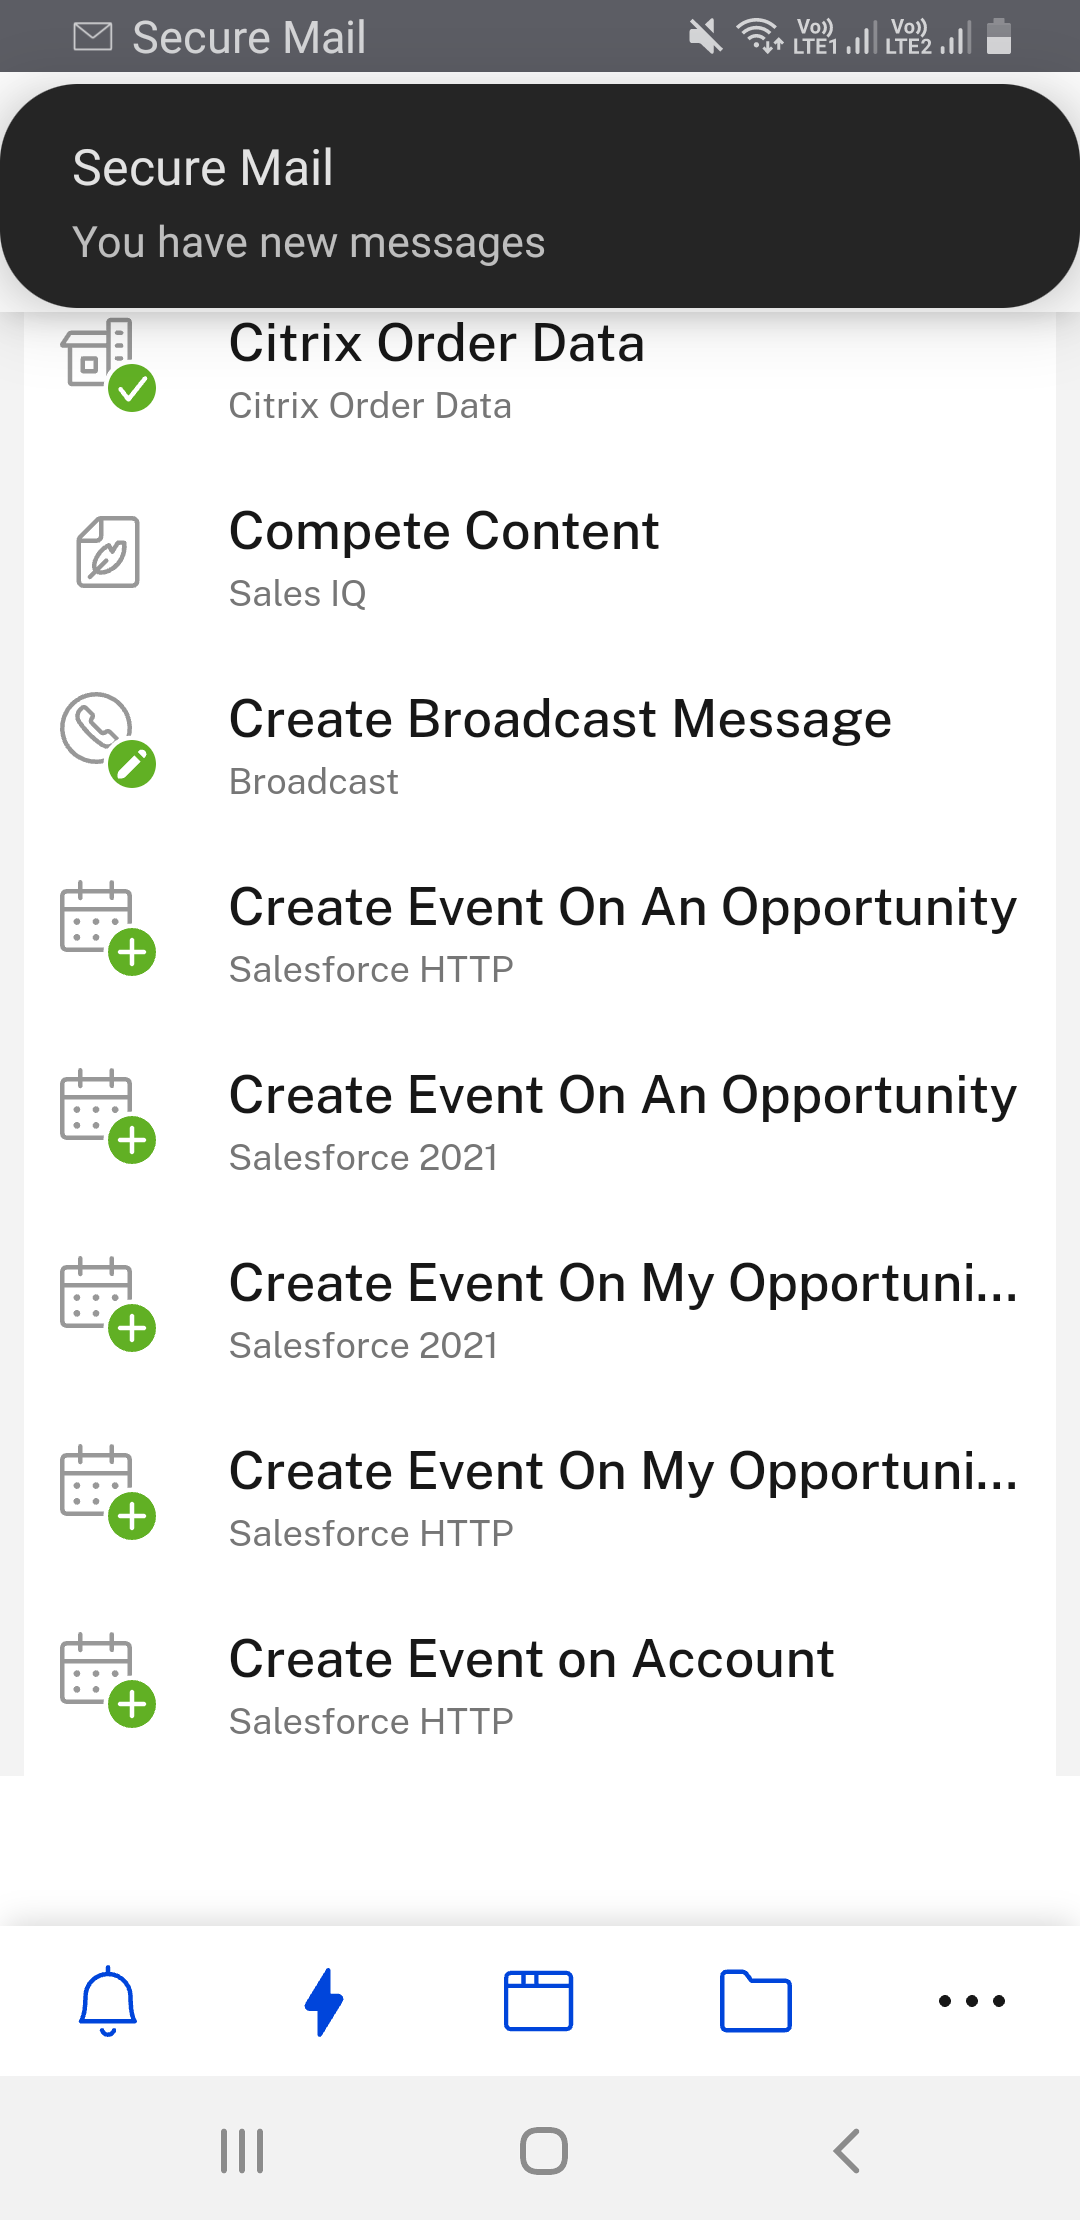 Secure Mail
Vo)) LTE1 Vo)) LTE2
Secure Mail
You have new messages
Citrix Order Data
Citrix Order Data
Compete Content
Sales IQ
Create Broadcast Message
Broadcast
Create Event On An Opportunity
Salesforce HTTP
Create Event On An Opportunity
Salesforce 2021
Create Event On My Opportuni...
Salesforce 2021
Create Event On My Opportuni...
Salesforce HTTP
Create Event on Account
Salesforce HTTP